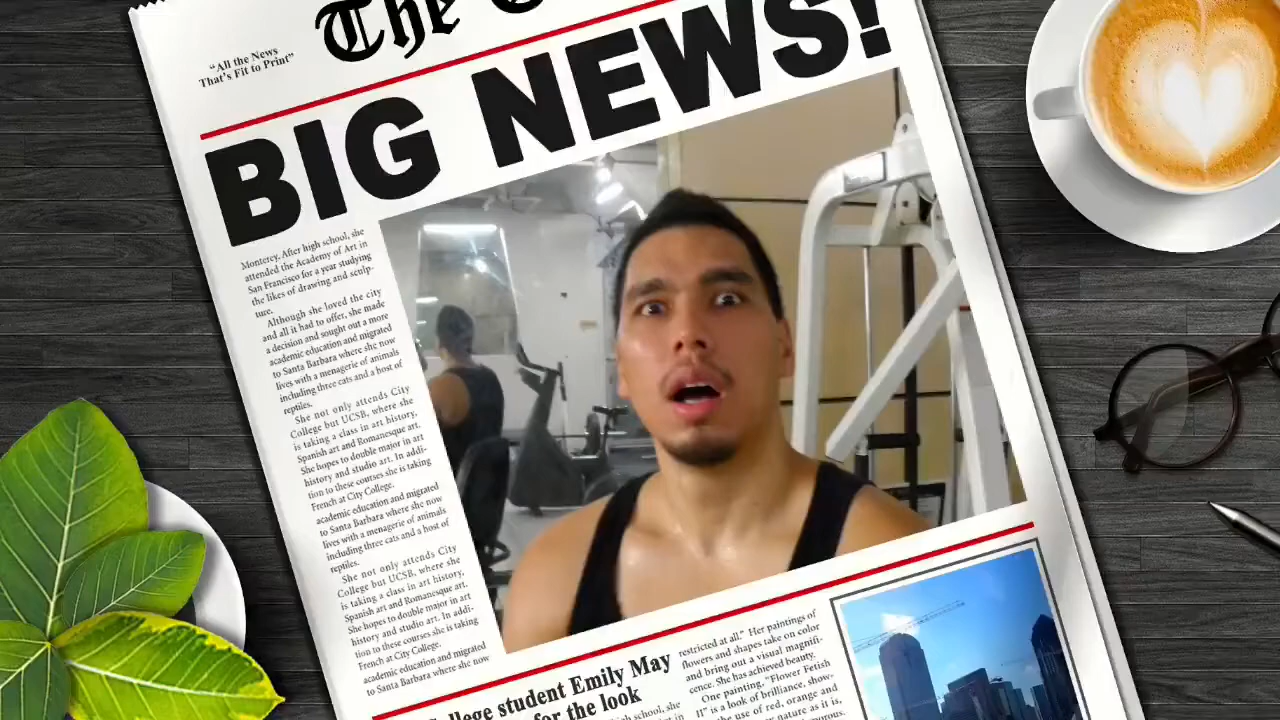 The
"All the News
That's Fit to Print"
BIG NEWS!
Monterey. After high school, she
attended the Academy of Art in
San Francisco for a year studying
the likes of drawing and sculp-
ture.
Although she loved the city
and all it had to offer, she made
a decision and sought out a more
academic education and migrated
to Santa Barbara where she now
lives with a menagerie of animals
including three cats and a host of
reptiles.
She not only attends City
College but UCSB, where she
is taking a class in art history,
Spanish art and Romanesque art.
She hopes to double major in art
history and studio art. In addi-
tion to these courses she is taking
French at City College.
academic education and migrated
to Santa Barbara where she now
lives with a menagerie of animals
including three cats and a host of
reptiles.
She not only attends City
College but UCSB, where she
is taking a class in art history,
Spanish art and Romanesque art.
She hopes to double major in art
history and studio art. In addi-
tion to these courses she is taking
French at City College.
academic education and migrated
to Santa Barbara where she now
College student Emily May
for the look
high school, she
restricted at all." Her paintings of
flowers and shapes take on color
and bring out a visual magnifi-
cence. She has achieved beauty.
One painting, "Flower Fetish
II" is a look of brilliance, show-
the use of red, orange and
nature as it is,